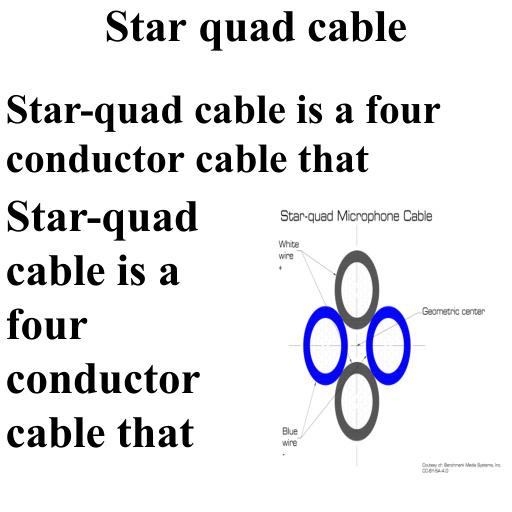 Star quad cable
Star-quad cable is a four
conductor cable that
Star-quad
cable is a
four
conductor
cable that
Star-quad Microphone Cable
White
wire
+
Geometric center
Blue
wire
-
Coutesy of: Benchmark Media Systems, Inc.
CC-BY-SA-4.0